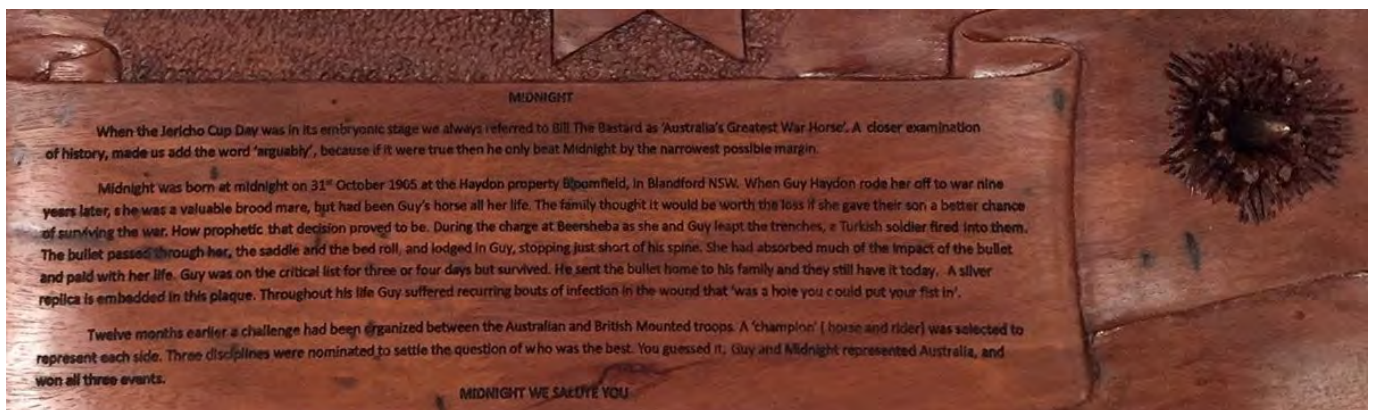 MIDNIGHT
When the Jericho Cup Day was in its embryonic stage we always referred to Bill The Bastard as 'Australia's Greatest War Horse'. A closer examination
of history, made us add the word 'arguably', because if it were true then he only beat Midnight by the narrowest possible margin.
Midnight was born at midnight on 31st October 1905 at the Haydon property Bloomfield, in Blandford NSW. When Guy Haydon rode her off to war nine
years later, she was a valuable brood mare, but had been Guy's horse all her life. The family thought it would be worth the loss if she gave their son a better chance
of surviving the war. How prophetic that decision proved to be. During the charge at Beersheba as she and Guy leapt the trenches, a Turkish soldier fired into them.
The bullet passed through her, the saddle and the bed roll, and lodged in Guy, stopping just short of his spine. She had absorbed much of the impact of the bullet
and paid with her life. Guy was on the critical list for three or four days but survived. He sent the bullet home to his family and they still have it today. A silver
replica is embedded in this plaque. Throughout his life Guy suffered recurring bouts of infection in the wound that 'was a hole you could put your fist in'.
Twelve months earlier a challenge had been organized between the Australian and British Mounted troops. A 'champion' ( horse and rider) was selected to
represent each side. Three disciplines were nominated to settle the question of who was the best. You guessed it; Guy and Midnight represented Australia, and
won all three events.
MIDNIGHT WE SALUTE YOU